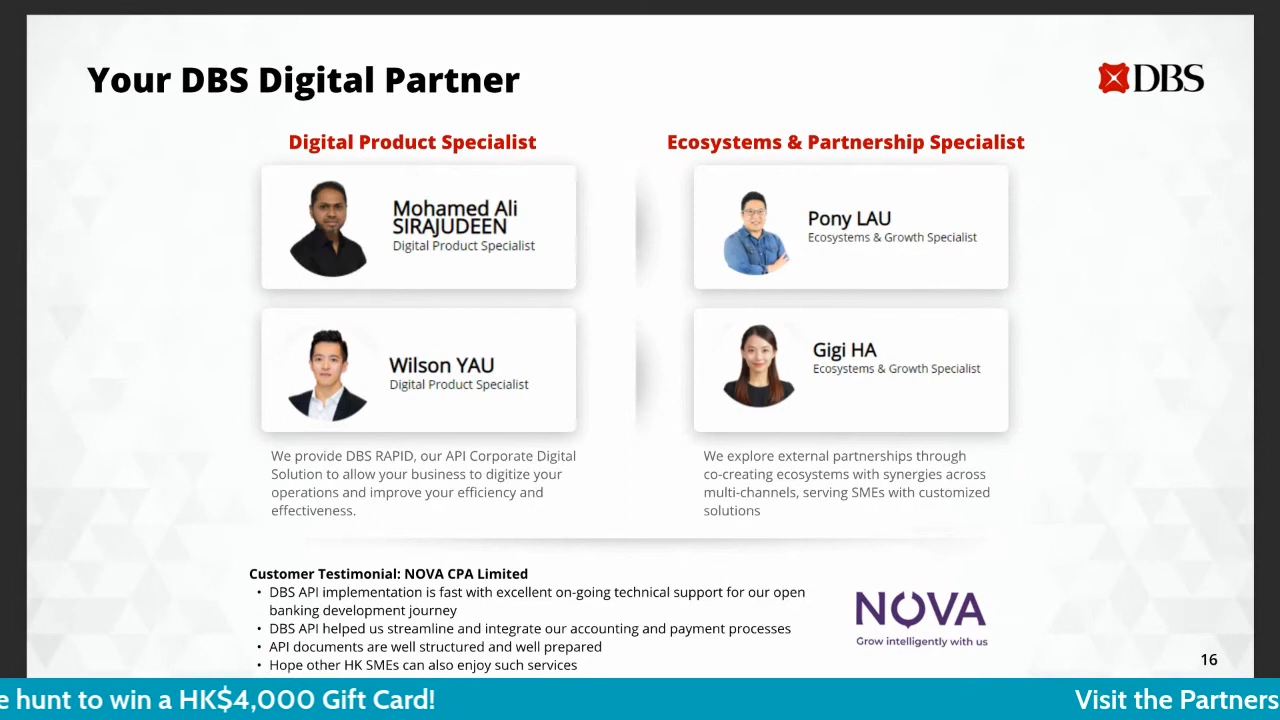 Your DBS Digital Partner
DBS
Digital Product Specialist
Mohamed Ali
SIRAJUDEEN
Digital Product Specialist
Wilson YAU
Digital Product Specialist
We provide DBS RAPID, our API Corporate Digital
Solution to allow your business to digitize your
operations and improve your efficiency and
effectiveness.
Ecosystems & Partnership Specialist
Pony LAU
Ecosystems & Growth Specialist
Gigi HA
Ecosystems & Growth Specialist
We explore external partnerships through
co-creating ecosystems with synergies across
multi-channels, serving SMEs with customized
solutions
Customer Testimonial: NOVA CPA Limited
• DBS API implementation is fast with excellent on-going technical support for our open
banking development journey
• DBS API helped us streamline and integrate our accounting and payment processes
• API documents are well structured and well prepared
• Hope other HK SMEs can also enjoy such services
NOVA
Grow intelligently with us
16
e hunt to win a HK$4,000 Gift Card!
Visit the Partners